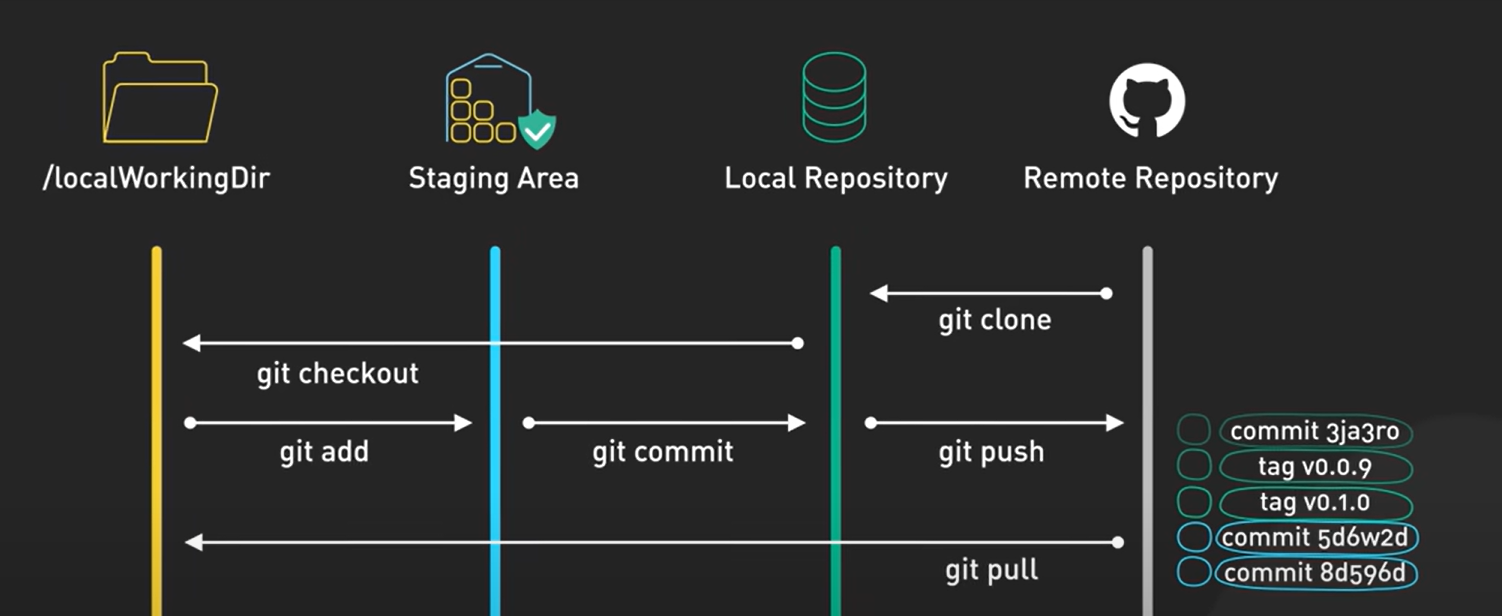 /localWorkingDir
Staging Area
Local Repository
Remote Repository
git clone
git checkout
git add
git commit
git push
commit 3ja3ro
tag v0.0.9
tag v0.1.0
commit 5d6w2d
commit 8d596d
git pull